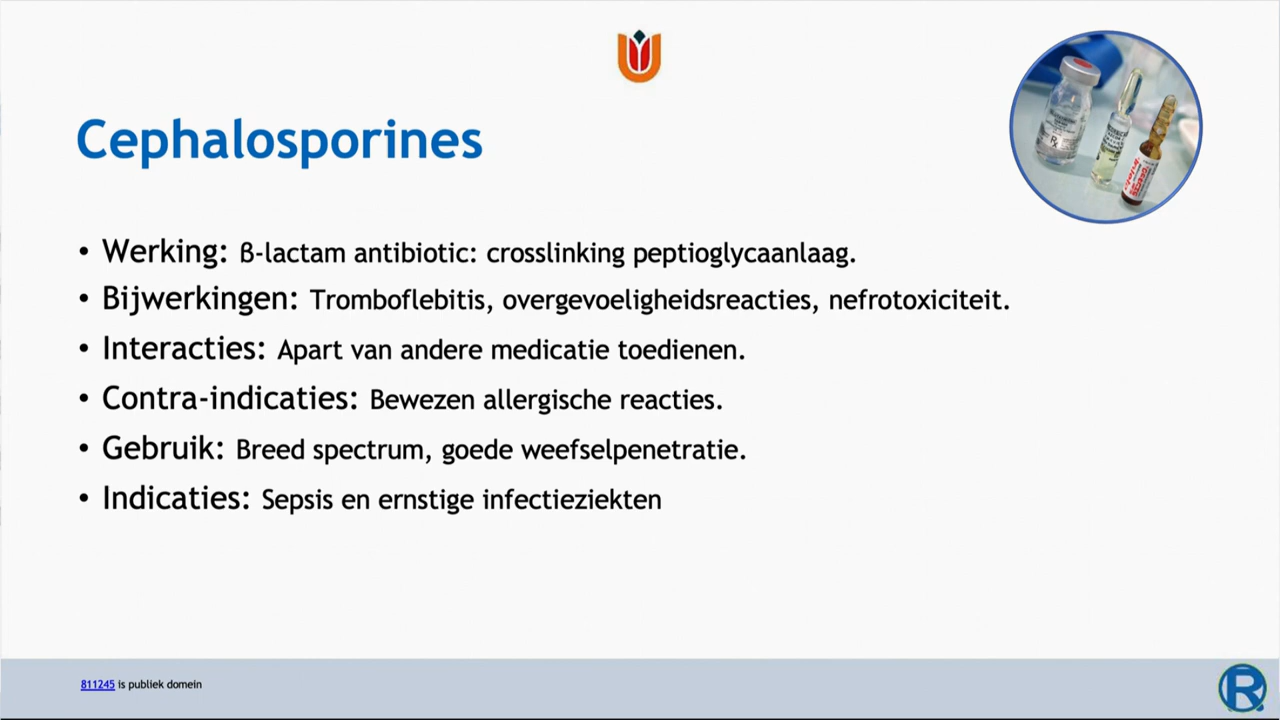 Cephalosporines
• Werking: ß-lactam antibiotic: crosslinking peptioglycaanlaag.
• Bijwerkingen: Tromboflebitis, overgevoeligheidsreacties, nefrotoxiciteit.
• Interacties: Apart van andere medicatie toedienen.
• Contra-indicaties: Bewezen allergische reacties.
• Gebruik: Breed spectrum, goede weefselpenetratie.
• Indicaties: Sepsis en ernstige infectieziekten
811245 is publiek domein
R